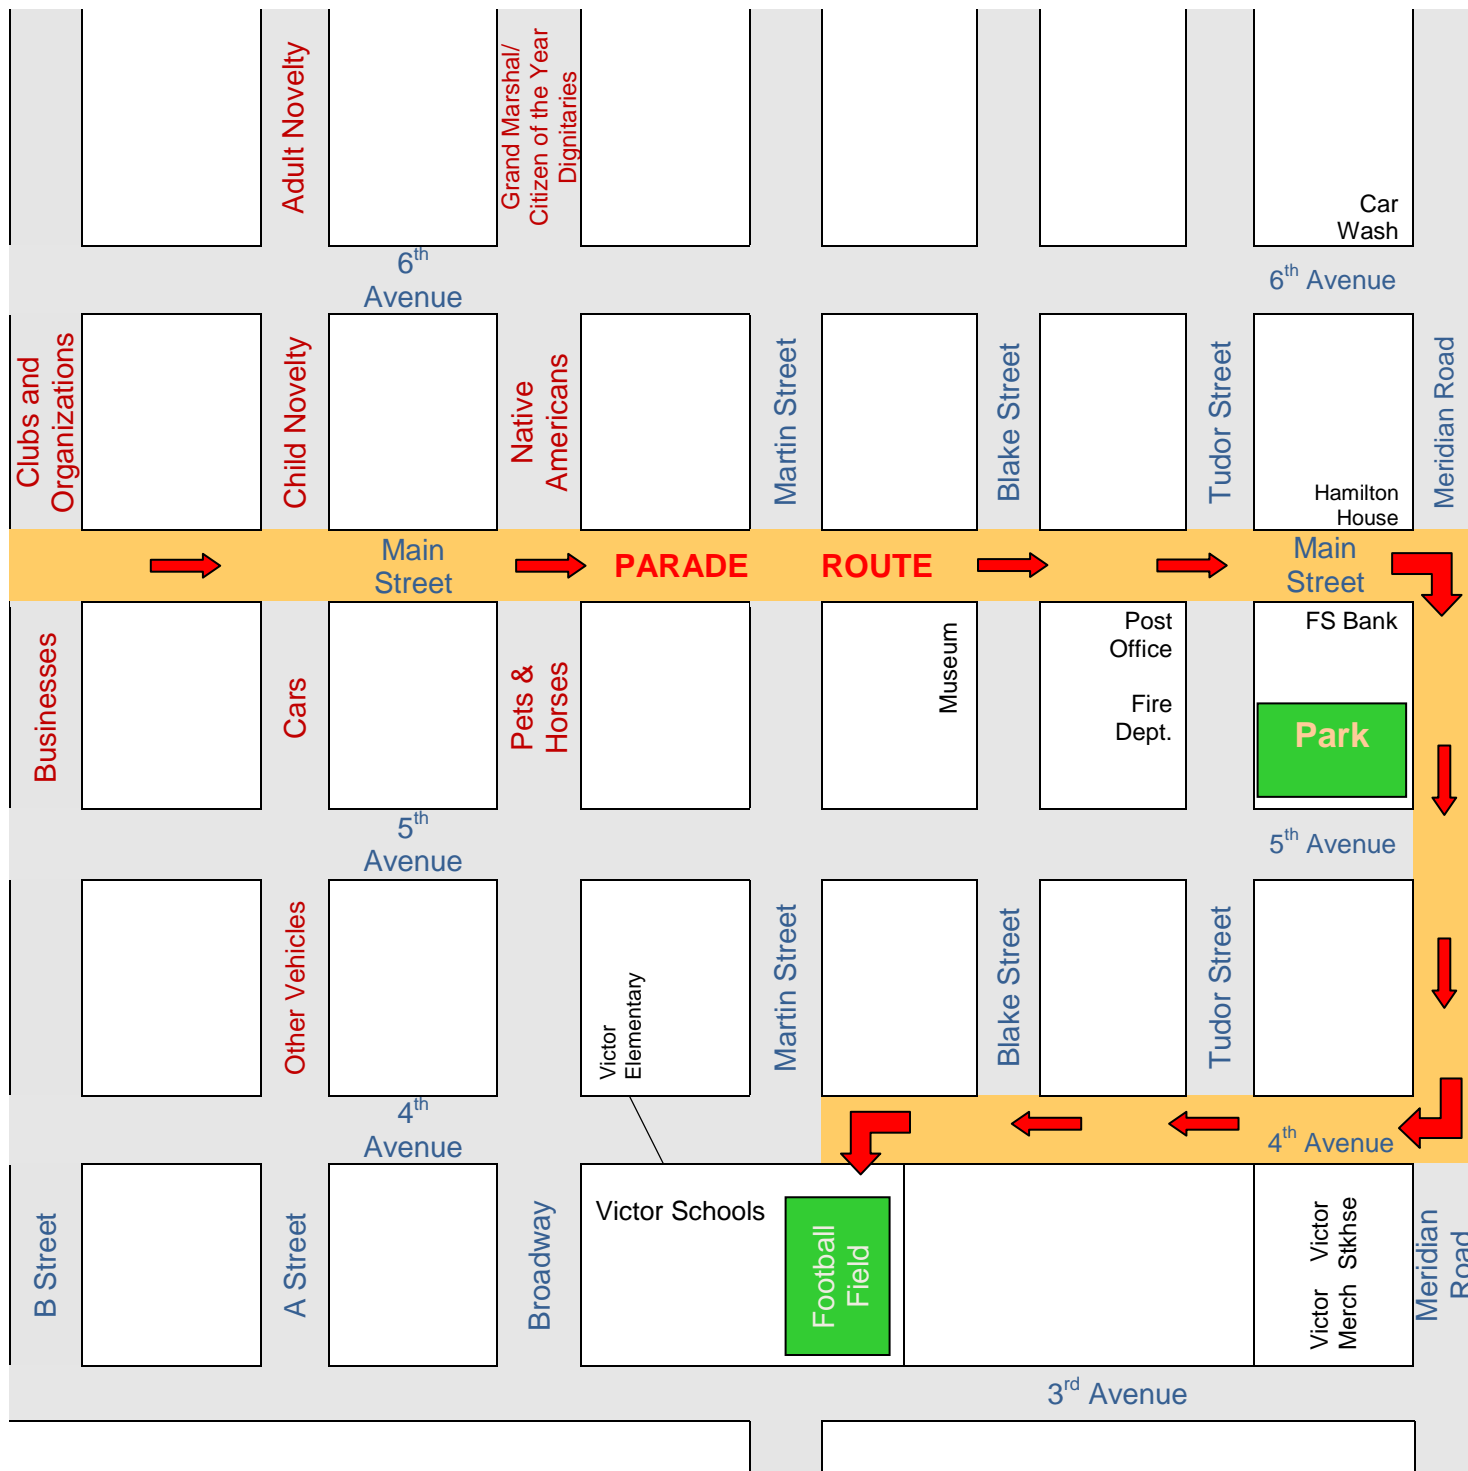 Adult Novelty
Grand Marshal/
Citizen of the Year
Dignitaries
Car
Wash
6th
Avenue
6th Avenue
Clubs and
Organizations
Child Novelty
Native
Americans
Martin Street
Blake Street
Tudor Street
Meridian Road
Hamilton
House
Main
Street
PARADE ROUTE
Main
Street
Businesses
Cars
Pets &
Horses
Museum
Post
Office
Fire
Dept.
FS Bank
Park
5th
Avenue
5th Avenue
Other Vehicles
Victor
Elementary
Martin Street
Blake Street
Tudor Street
4th
Avenue
4th Avenue
B Street
A Street
Broadway
Victor Schools
Football
Field
Victor Victor
Merch Stkhse
Meridian
Road
3rd Avenue